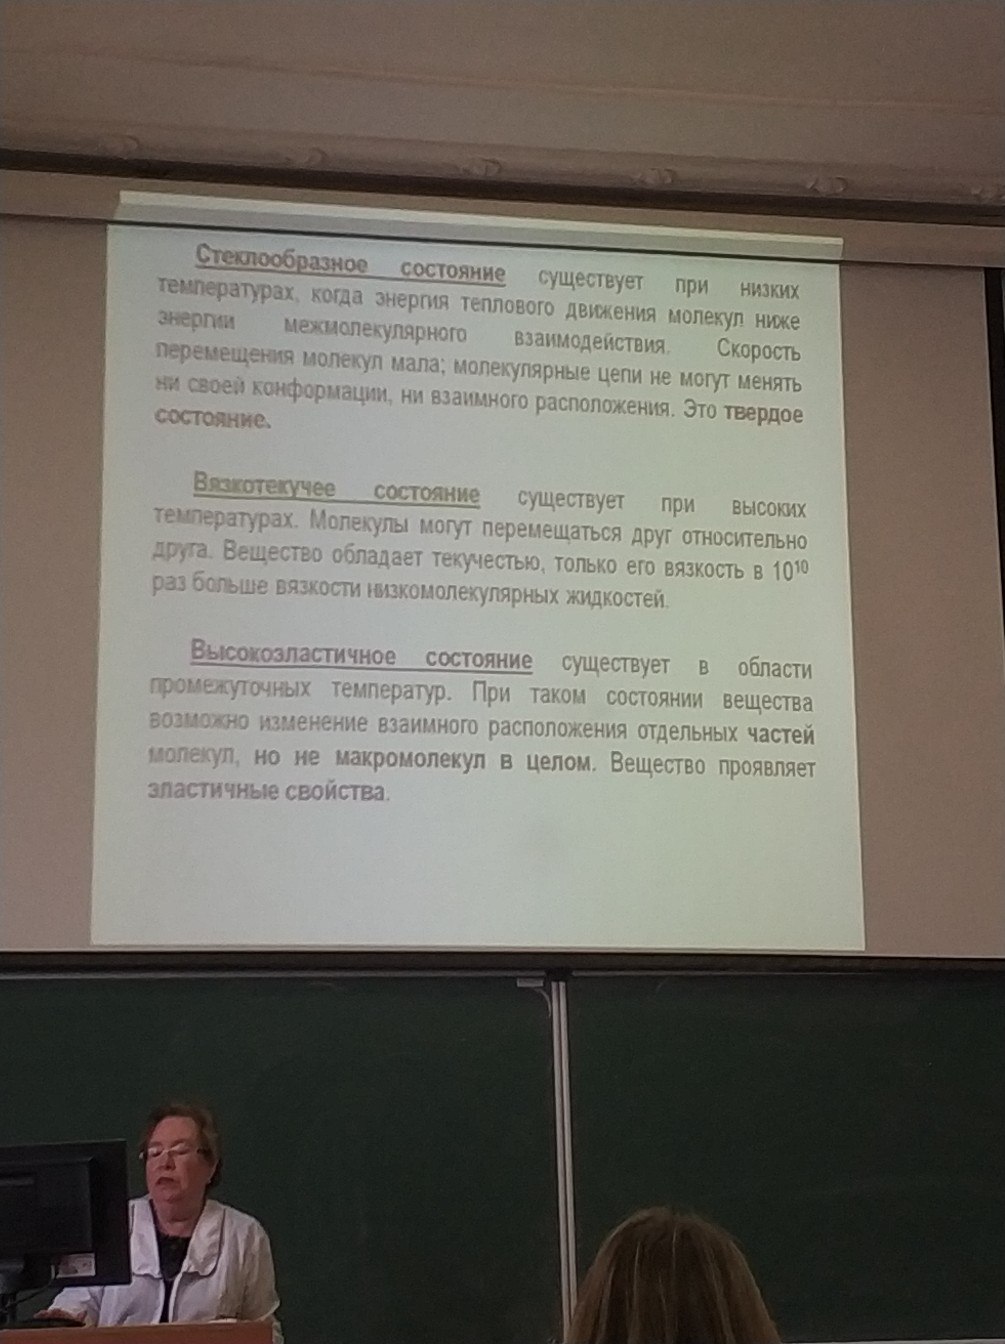 Стеклообразное состояние существует при низких
температурах, когда энергия теплового движения молекул ниже
энергии межмолекулярного взаимодействия. Скорость
перемещения молекул мала; молекулярные цепи не могут менять
ни своей конформации, ни взаимного расположения. Это твердое
состояние.
Вязкотекучее состояние существует при высоких
температурах. Молекулы могут перемещаться друг относительно
друга. Вещество обладает текучестью, только его вязкость в 10¹⁰
раз больше вязкости низкомолекулярных жидкостей.
Высокоэластичное состояние существует в области
промежуточных температур. При таком состоянии вещества
возможно изменение взаимного расположения отдельных частей
молекул, но не макромолекул в целом. Вещество проявляет
эластичные свойства.